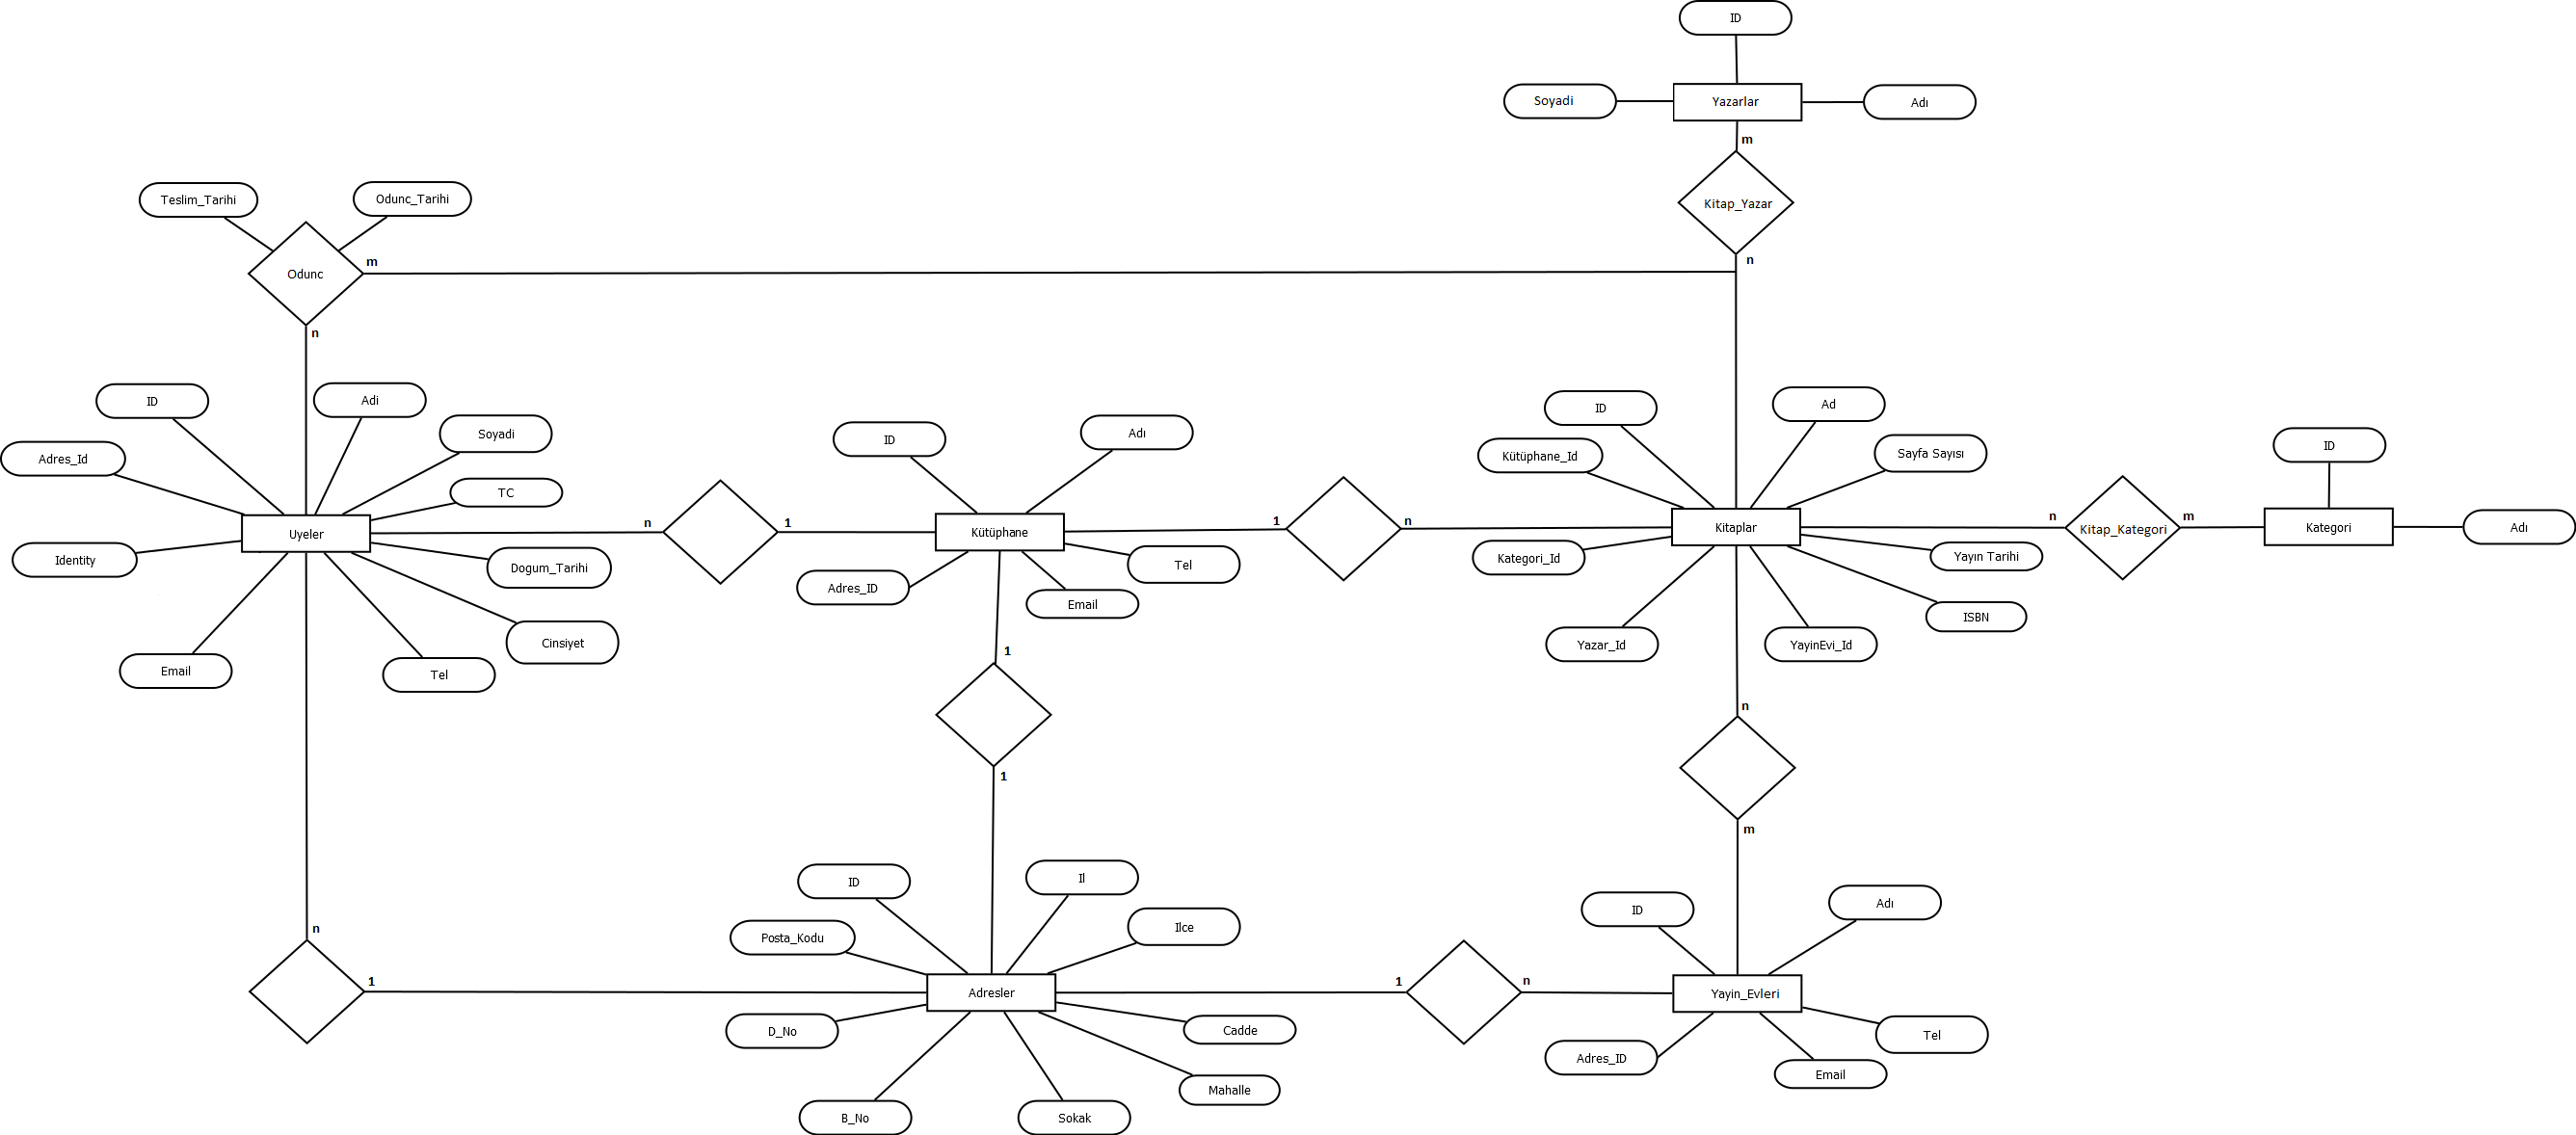 ID
Soyadi
Yazarlar
Adı
m
Kitap_Yazar
n
Teslim_Tarihi
Odunc_Tarihi
Odunc
m
n
ID
Adi
Soyadi
Adres_Id
TC
Uyeler
Identity
Dogum_Tarihi
Cinsiyet
Email
Tel
n
1
ID
Adı
Kütüphane
Adres_ID
Email
Tel
1
n
ID
Ad
Kütüphane_Id
Sayfa Sayısı
Kitaplar
Kategori_Id
Yayın Tarihi
ISBN
Yazar_Id
YayinEvi_Id
n
Kitap_Kategori
m
ID
Kategori
Adı
1
1
n
m
n
1
ID
Il
Posta_Kodu
Ilce
Adresler
D_No
Cadde
Mahalle
B_No
Sokak
1
n
ID
Adı
Yayin_Evleri
Tel
Adres_ID
Email